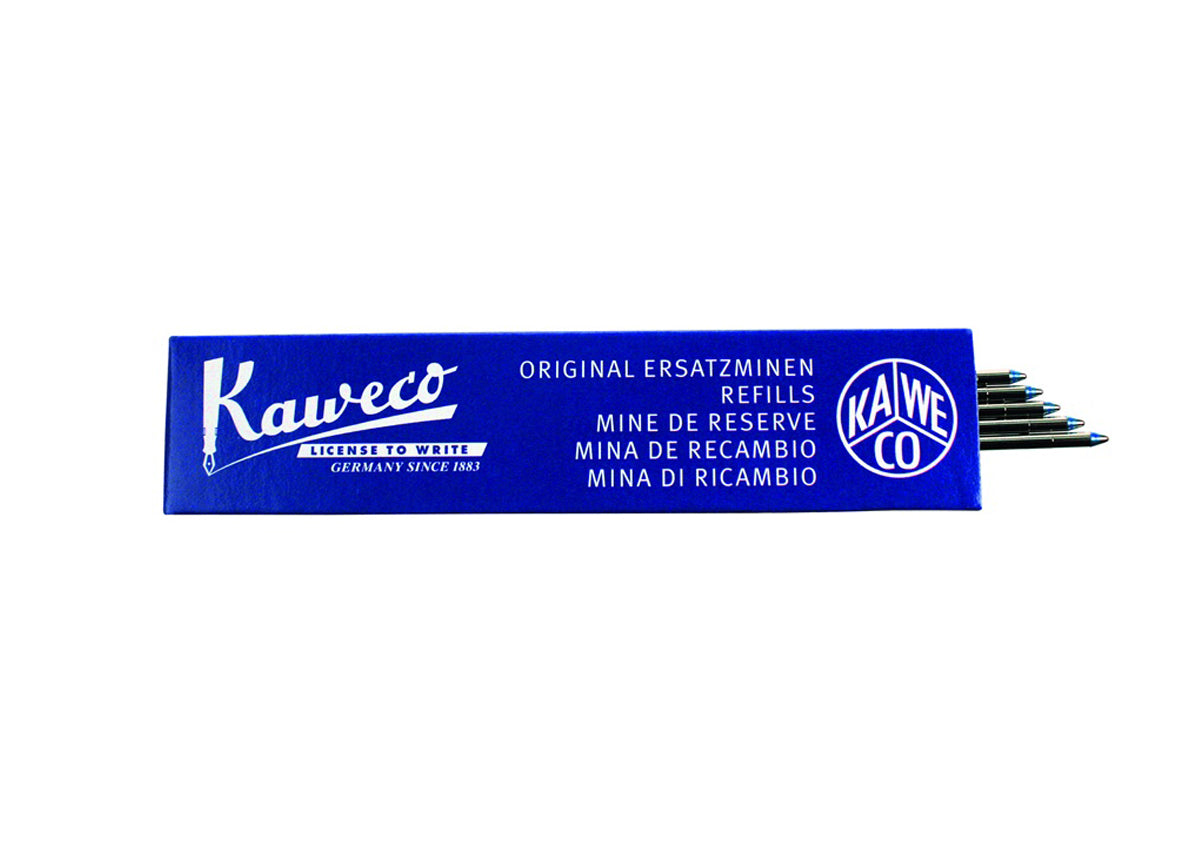 Kaweco
LICENSE TO WRITE
GERMANY SINCE 1883
ORIGINAL ERSATZMINEN
REFILLS
MINE DE RESERVE
MINA DE RECAMBIO
MINA DI RICAMBIO
KA WE
CO